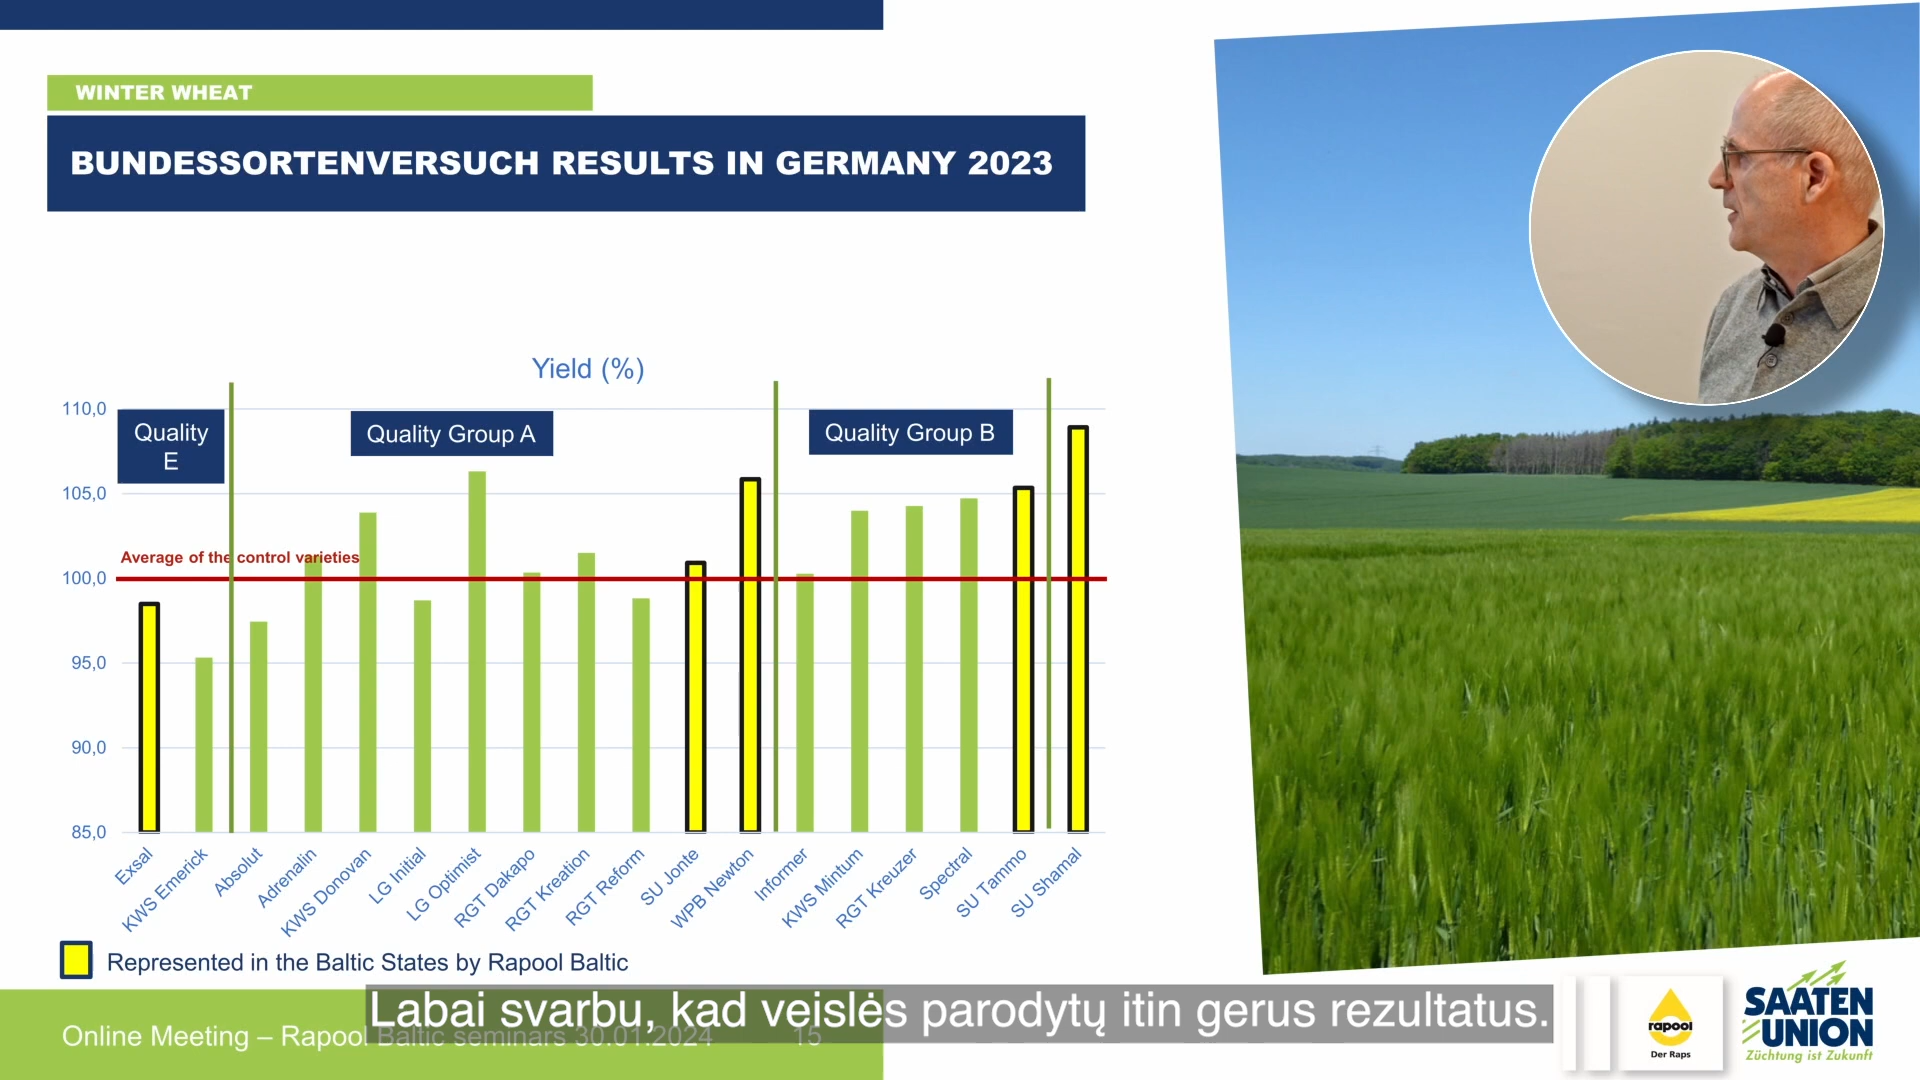 WINTER WHEAT
BUNDESSORTENVERSUCH RESULTS IN GERMANY 2023
Yield (%)
110,0
105,0
100,0
95,0
90,0
85,0
Quality
E
Quality Group A
Quality Group B
Average of the control varieties
Exsal
KWS Emerick
Absolut
Adrenalin
KWS Donovan
LG Initial
LG Optimist
RGT Dakapo
RGT Kreation
RGT Reform
SU Jonte
WPB Newton
Informer
KWS Mintum
RGT Kreuzer
Spectral
SU Tammo
SU Shamal
Represented in the Baltic States by Rapool Baltic
Labai svarbu, kad veislės parodytų itin gerus rezultatus.
Online Meeting – Rapool Baltic seminars 30.01.2024
15
rapool
Der Raps
SAATEN
UNION
Züchtung ist Zukunft